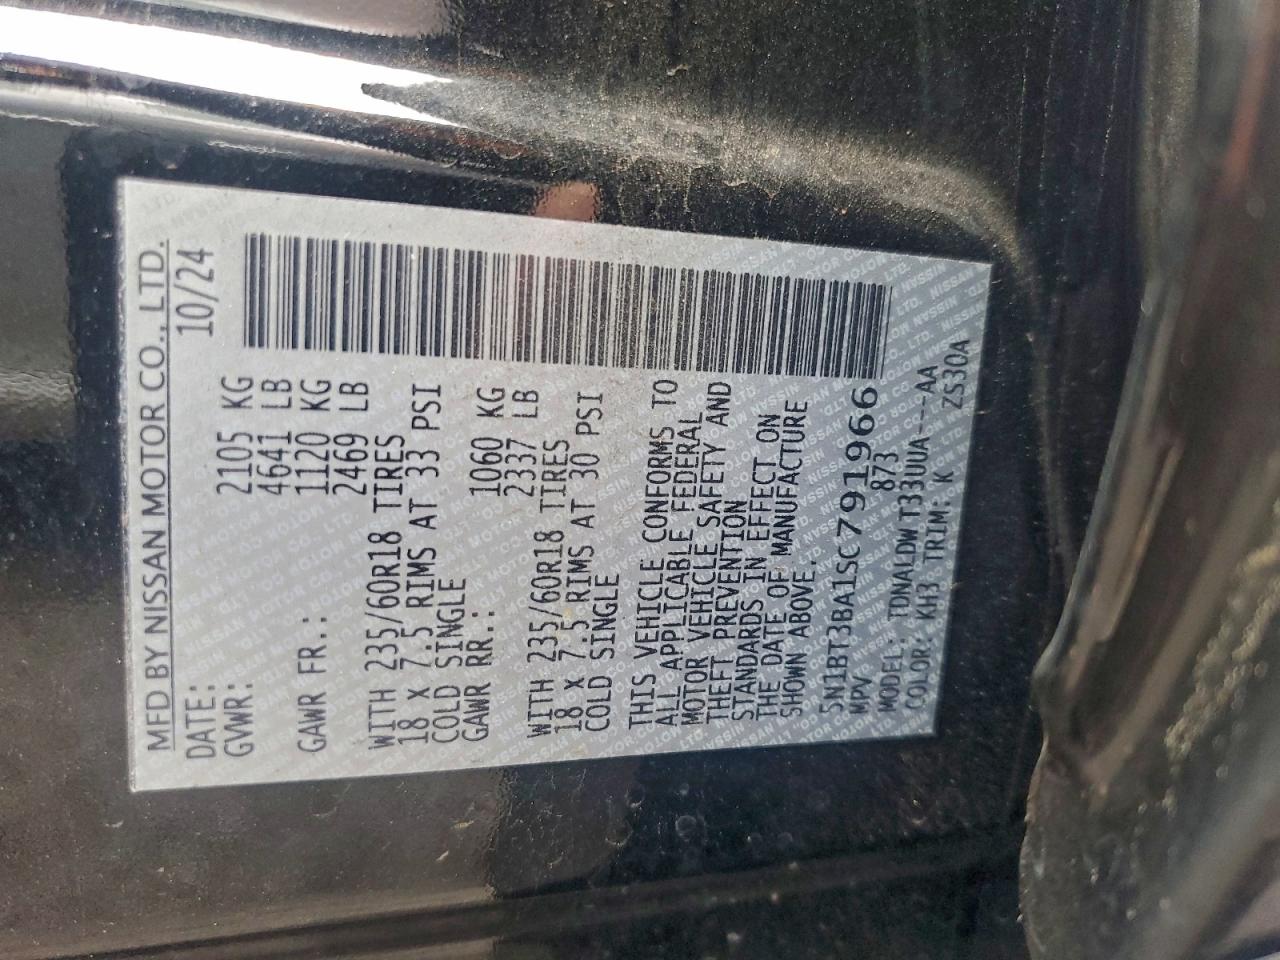 MFD BY NISSAN MOTOR CO., LTD.
DATE: 10/24
GVWR: 2105 KG
4641 LB
GAWR FR.: 1120 KG
2469 LB
WITH 235/60R18 TIRES
18 X 7.5 RIMS AT 33 PSI
COLD SINGLE
GAWR RR.: 1060 KG
2337 LB
WITH 235/60R18 TIRES
18 X 7.5 RIMS AT 30 PSI
COLD SINGLE
THIS VEHICLE CONFORMS TO
ALL APPLICABLE FEDERAL
MOTOR VEHICLE SAFETY AND
THEFT PREVENTION
STANDARDS IN EFFECT ON
THE DATE OF MANUFACTURE
SHOWN ABOVE.
5N1BT3BA1SC791966
MPV 873
MODEL: TDNALDW T33UUA---AA
COLOR: KH3 TRIM: K ZS30A